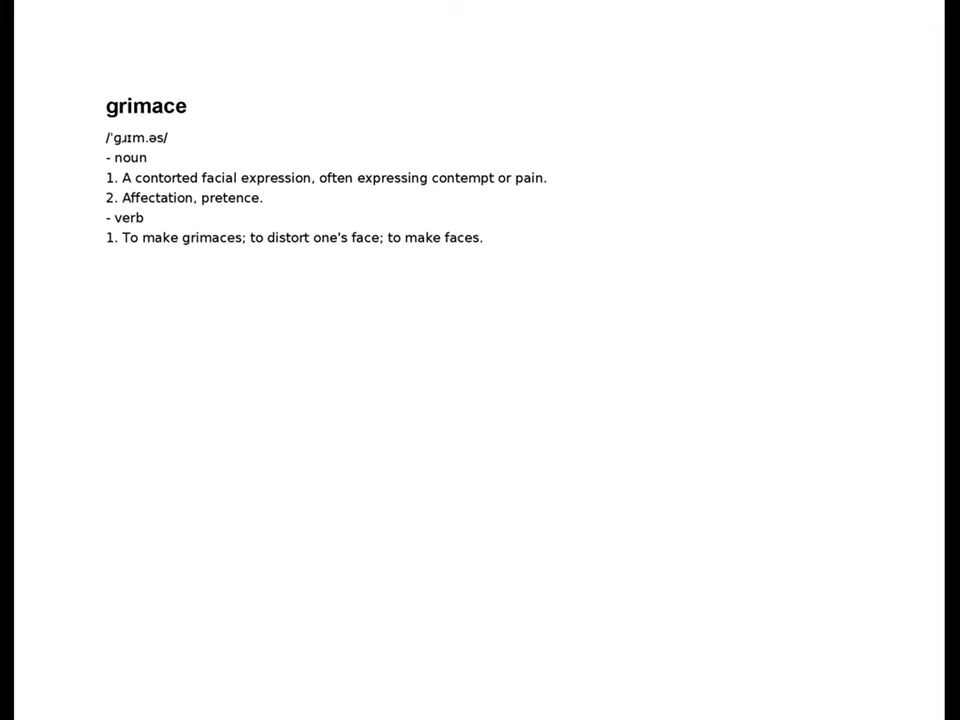 grimace
/ˈɡɹɪm.əs/
- noun
1. A contorted facial expression, often expressing contempt or pain.
2. Affectation, pretence.
- verb
1. To make grimaces; to distort one's face; to make faces.